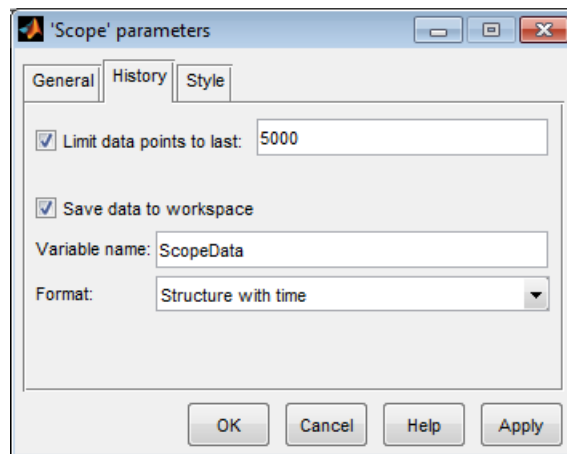 'Scope' parameters
General History Style
Limit data points to last: 5000
Save data to workspace
Variable name: ScopeData
Format: Structure with time
OK Cancel Help Apply